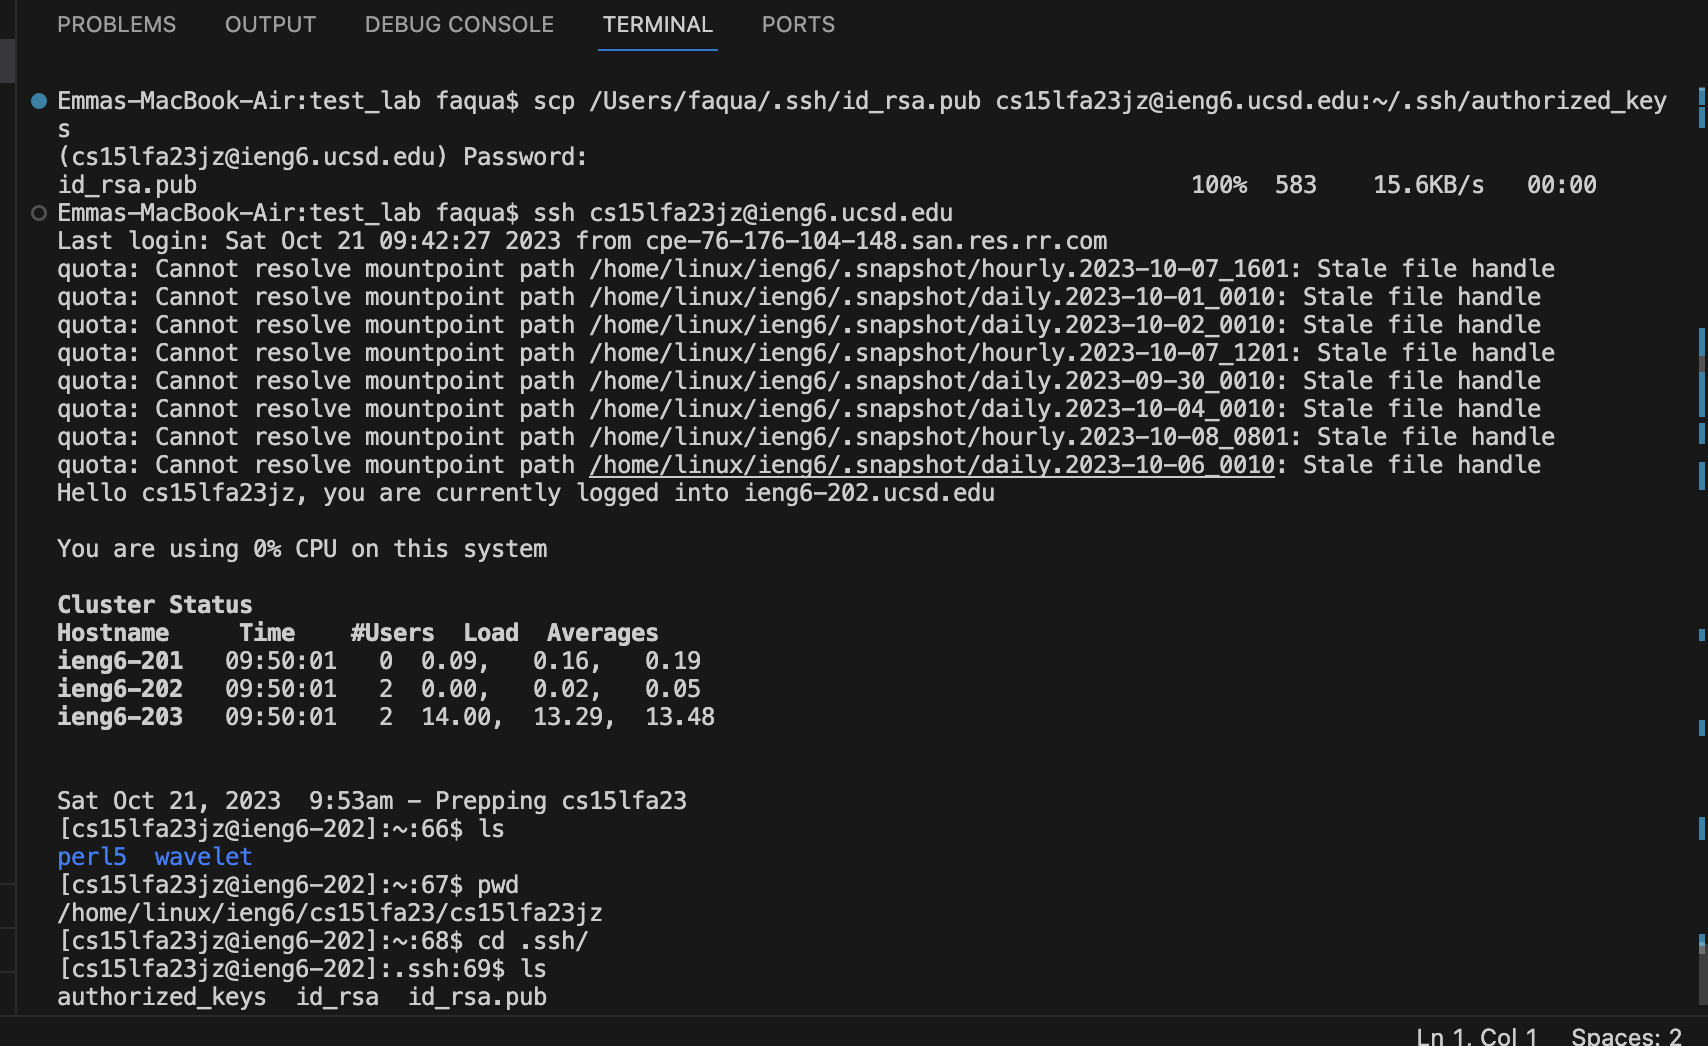 PROBLEMS OUTPUT DEBUG CONSOLE TERMINAL PORTS
Emmas-MacBook-Air:test_lab faqua$ scp /Users/faqua/.ssh/id_rsa.pub cs15lfa23jz@ieng6.ucsd.edu:~/.ssh/authorized_key
s
(cs15lfa23jz@ieng6.ucsd.edu) Password:
id_rsa.pub 100% 583 15.6KB/s 00:00
Emmas-MacBook-Air:test_lab faqua$ ssh cs15lfa23jz@ieng6.ucsd.edu
Last login: Sat Oct 21 09:42:27 2023 from cpe-76-176-104-148.san.res.rr.com
quota: Cannot resolve mountpoint path /home/linux/ieng6/.snapshot/hourly.2023-10-07_1601: Stale file handle
quota: Cannot resolve mountpoint path /home/linux/ieng6/.snapshot/daily.2023-10-01_0010: Stale file handle
quota: Cannot resolve mountpoint path /home/linux/ieng6/.snapshot/daily.2023-10-02_0010: Stale file handle
quota: Cannot resolve mountpoint path /home/linux/ieng6/.snapshot/hourly.2023-10-07_1201: Stale file handle
quota: Cannot resolve mountpoint path /home/linux/ieng6/.snapshot/daily.2023-09-30_0010: Stale file handle
quota: Cannot resolve mountpoint path /home/linux/ieng6/.snapshot/daily.2023-10-04_0010: Stale file handle
quota: Cannot resolve mountpoint path /home/linux/ieng6/.snapshot/hourly.2023-10-08_0801: Stale file handle
quota: Cannot resolve mountpoint path /home/linux/ieng6/.snapshot/daily.2023-10-06_0010: Stale file handle
Hello cs15lfa23jz, you are currently logged into ieng6-202.ucsd.edu
You are using 0% CPU on this system
Cluster Status
Hostname Time #Users Load Averages
ieng6-201 09:50:01 0 0.09, 0.16, 0.19
ieng6-202 09:50:01 2 0.00, 0.02, 0.05
ieng6-203 09:50:01 2 14.00, 13.29, 13.48
Sat Oct 21, 2023 9:53am - Prepping cs15lfa23
[cs15lfa23jz@ieng6-202]:~:66$ ls
perl5 wavelet
[cs15lfa23jz@ieng6-202]:~:67$ pwd
/home/linux/ieng6/cs15lfa23/cs15lfa23jz
[cs15lfa23jz@ieng6-202]:~:68$ cd .ssh/
[cs15lfa23jz@ieng6-202]:.ssh:69$ ls
authorized_keys id_rsa id_rsa.pub
Ln 1, Col 1 Spaces: 2